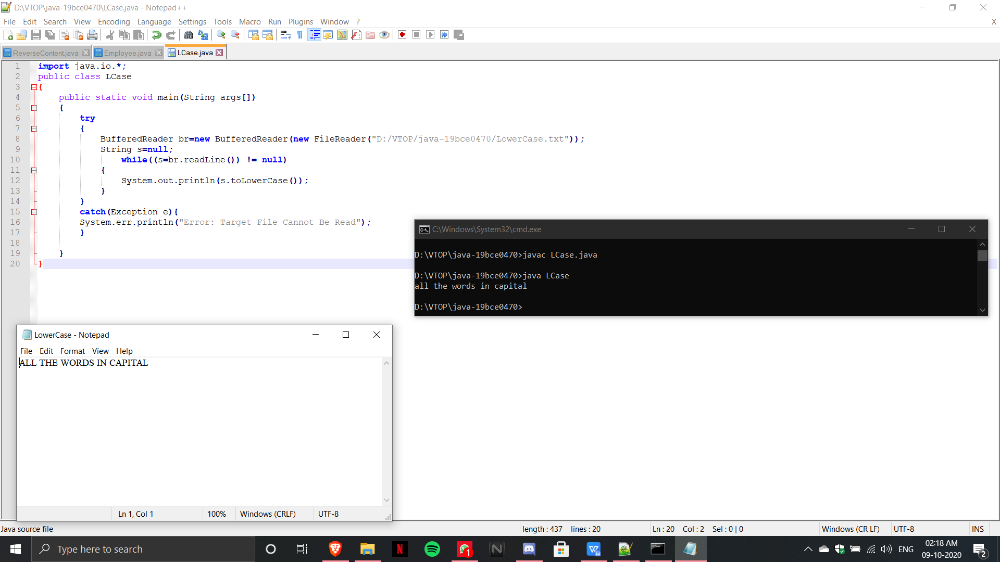 D:\VTOP\java-19bce0470\LCase.java - Notepad++
File Edit Search View Encoding Language Settings Tools Macro Run Plugins Window ? X
ReverseContent.java Employee.java LCase.java
1 import java.io.*;
2 public class LCase
3 {
4 public static void main(String args[])
5 {
6 try
7 {
8 BufferedReader br=new BufferedReader(new FileReader("D:/VTOP/java-19bce0470/LowerCase.txt"));
9 String s=null;
10 while((s=br.readLine()) != null)
11 {
12 System.out.println(s.toLowerCase());
13 }
14 }
15 catch(Exception e){
16 System.err.println("Error: Target File Cannot Be Read");
17 }
18
19 }
20 }
C:\Windows\System32\cmd.exe
D:\VTOP\java-19bce0470>javac LCase.java
D:\VTOP\java-19bce0470>java LCase
all the words in capital
D:\VTOP\java-19bce0470>
LowerCase - Notepad
File Edit Format View Help
ALL THE WORDS IN CAPITAL
Ln 1, Col 1 100% Windows (CRLF) UTF-8
Java source file length : 437 lines : 20 Ln : 20 Col : 2 Sel : 0 | 0 Windows (CR LF) UTF-8 INS
Type here to search
N
1
N
W
ENG
02:18 AM
09-10-2020
2